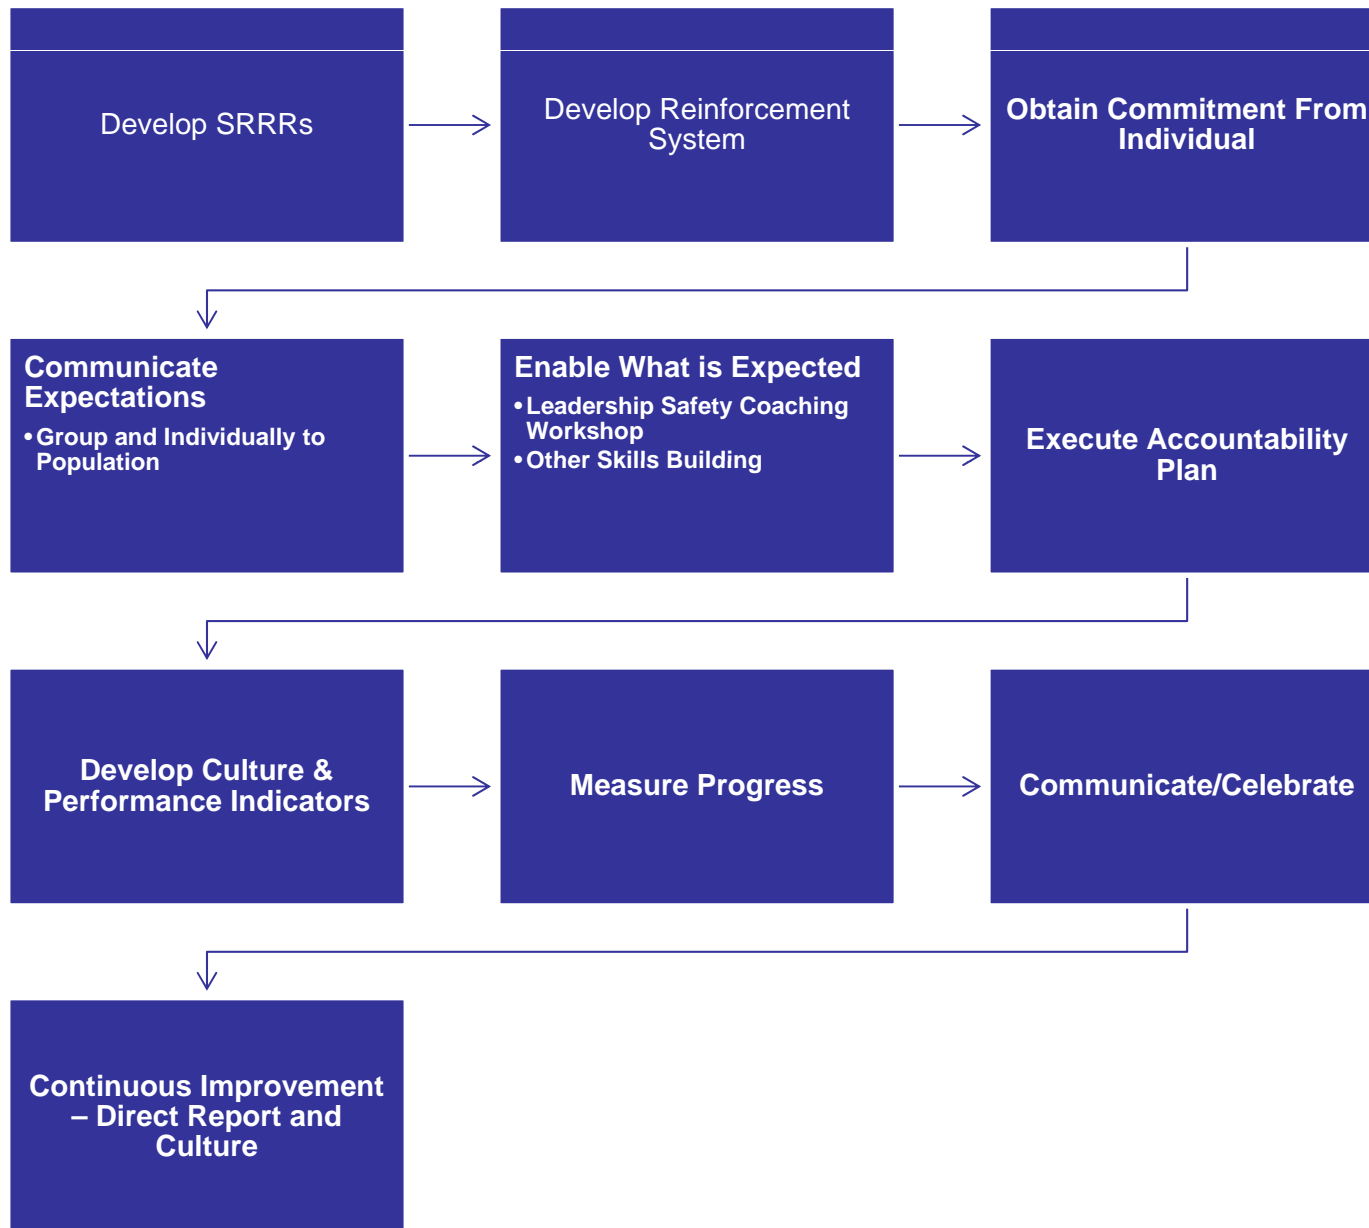 Develop SRRRs
Develop Reinforcement
System
Obtain Commitment From
Individual
Communicate
Expectations
• Group and Individually to
Population
Enable What is Expected
• Leadership Safety Coaching
Workshop
• Other Skills Building
Execute Accountability
Plan
Develop Culture &
Performance Indicators
Measure Progress
Communicate/Celebrate
Continuous Improvement
– Direct Report and
Culture